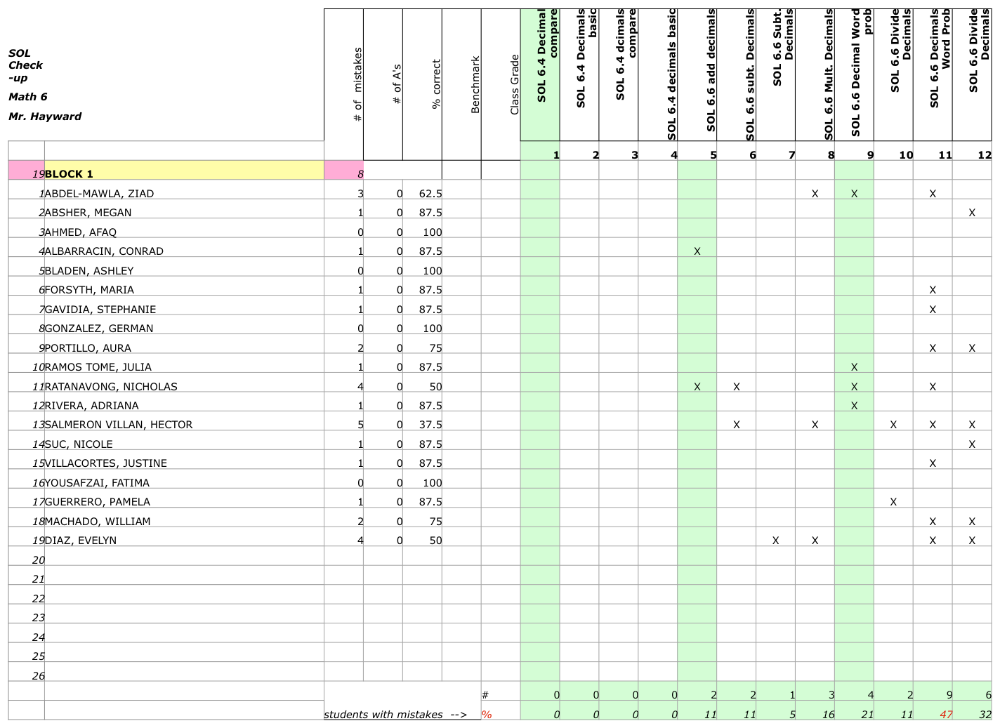 SOL
Check
-up
Math 6
Mr. Hayward
# of  mistakes
# of A's
% correct
Benchmark
Class Grade
SOL 6.4 Decimal
compare
SOL 6.4 Decimals
basic
SOL 6.4 dcimals
compare
SOL 6.4 decimals basic
SOL 6.6 add decimals
SOL 6.6 subt. Decimals
SOL 6.6 Subt.
Decimals
SOL 6.6 Mult. Decimals
SOL 6.6 Decimal Word
prob
SOL 6.6 Divide
Decimals
SOL 6.6 Decimals
Word Prob
SOL 6.6 Divide
Decimals
1 2 3 4 5 6 7 8 9 10 11 12
19 BLOCK 1 8
1 ABDEL-MAWLA, ZIAD 3 0 62.5 X X X
2 ABSHER, MEGAN 1 0 87.5 X
3 AHMED, AFAQ 0 0 100
4 ALBARRACIN, CONRAD 1 0 87.5 X
5 BLADEN, ASHLEY 0 0 100
6 FORSYTH, MARIA 1 0 87.5 X
7 GAVIDIA, STEPHANIE 1 0 87.5 X
8 GONZALEZ, GERMAN 0 0 100
9 PORTILLO, AURA 2 0 75 X X
10 RAMOS TOME, JULIA 1 0 87.5 X
11 RATANAVONG, NICHOLAS 4 0 50 X X X X
12 RIVERA, ADRIANA 1 0 87.5 X
13 SALMERON VILLAN, HECTOR 5 0 37.5 X X X X X
14 SUC, NICOLE 1 0 87.5 X
15 VILLACORTES, JUSTINE 1 0 87.5 X
16 YOUSAFZAI, FATIMA 0 0 100
17 GUERRERO, PAMELA 1 0 87.5 X
18 MACHADO, WILLIAM 2 0 75 X X
19 DIAZ, EVELYN 4 0 50 X X X X
20
21
22
23
24
25
26
# 0 0 0 0 2 2 1 3 4 2 9 6
students with mistakes --> % 0 0 0 0 11 11 5 16 21 11 47 32